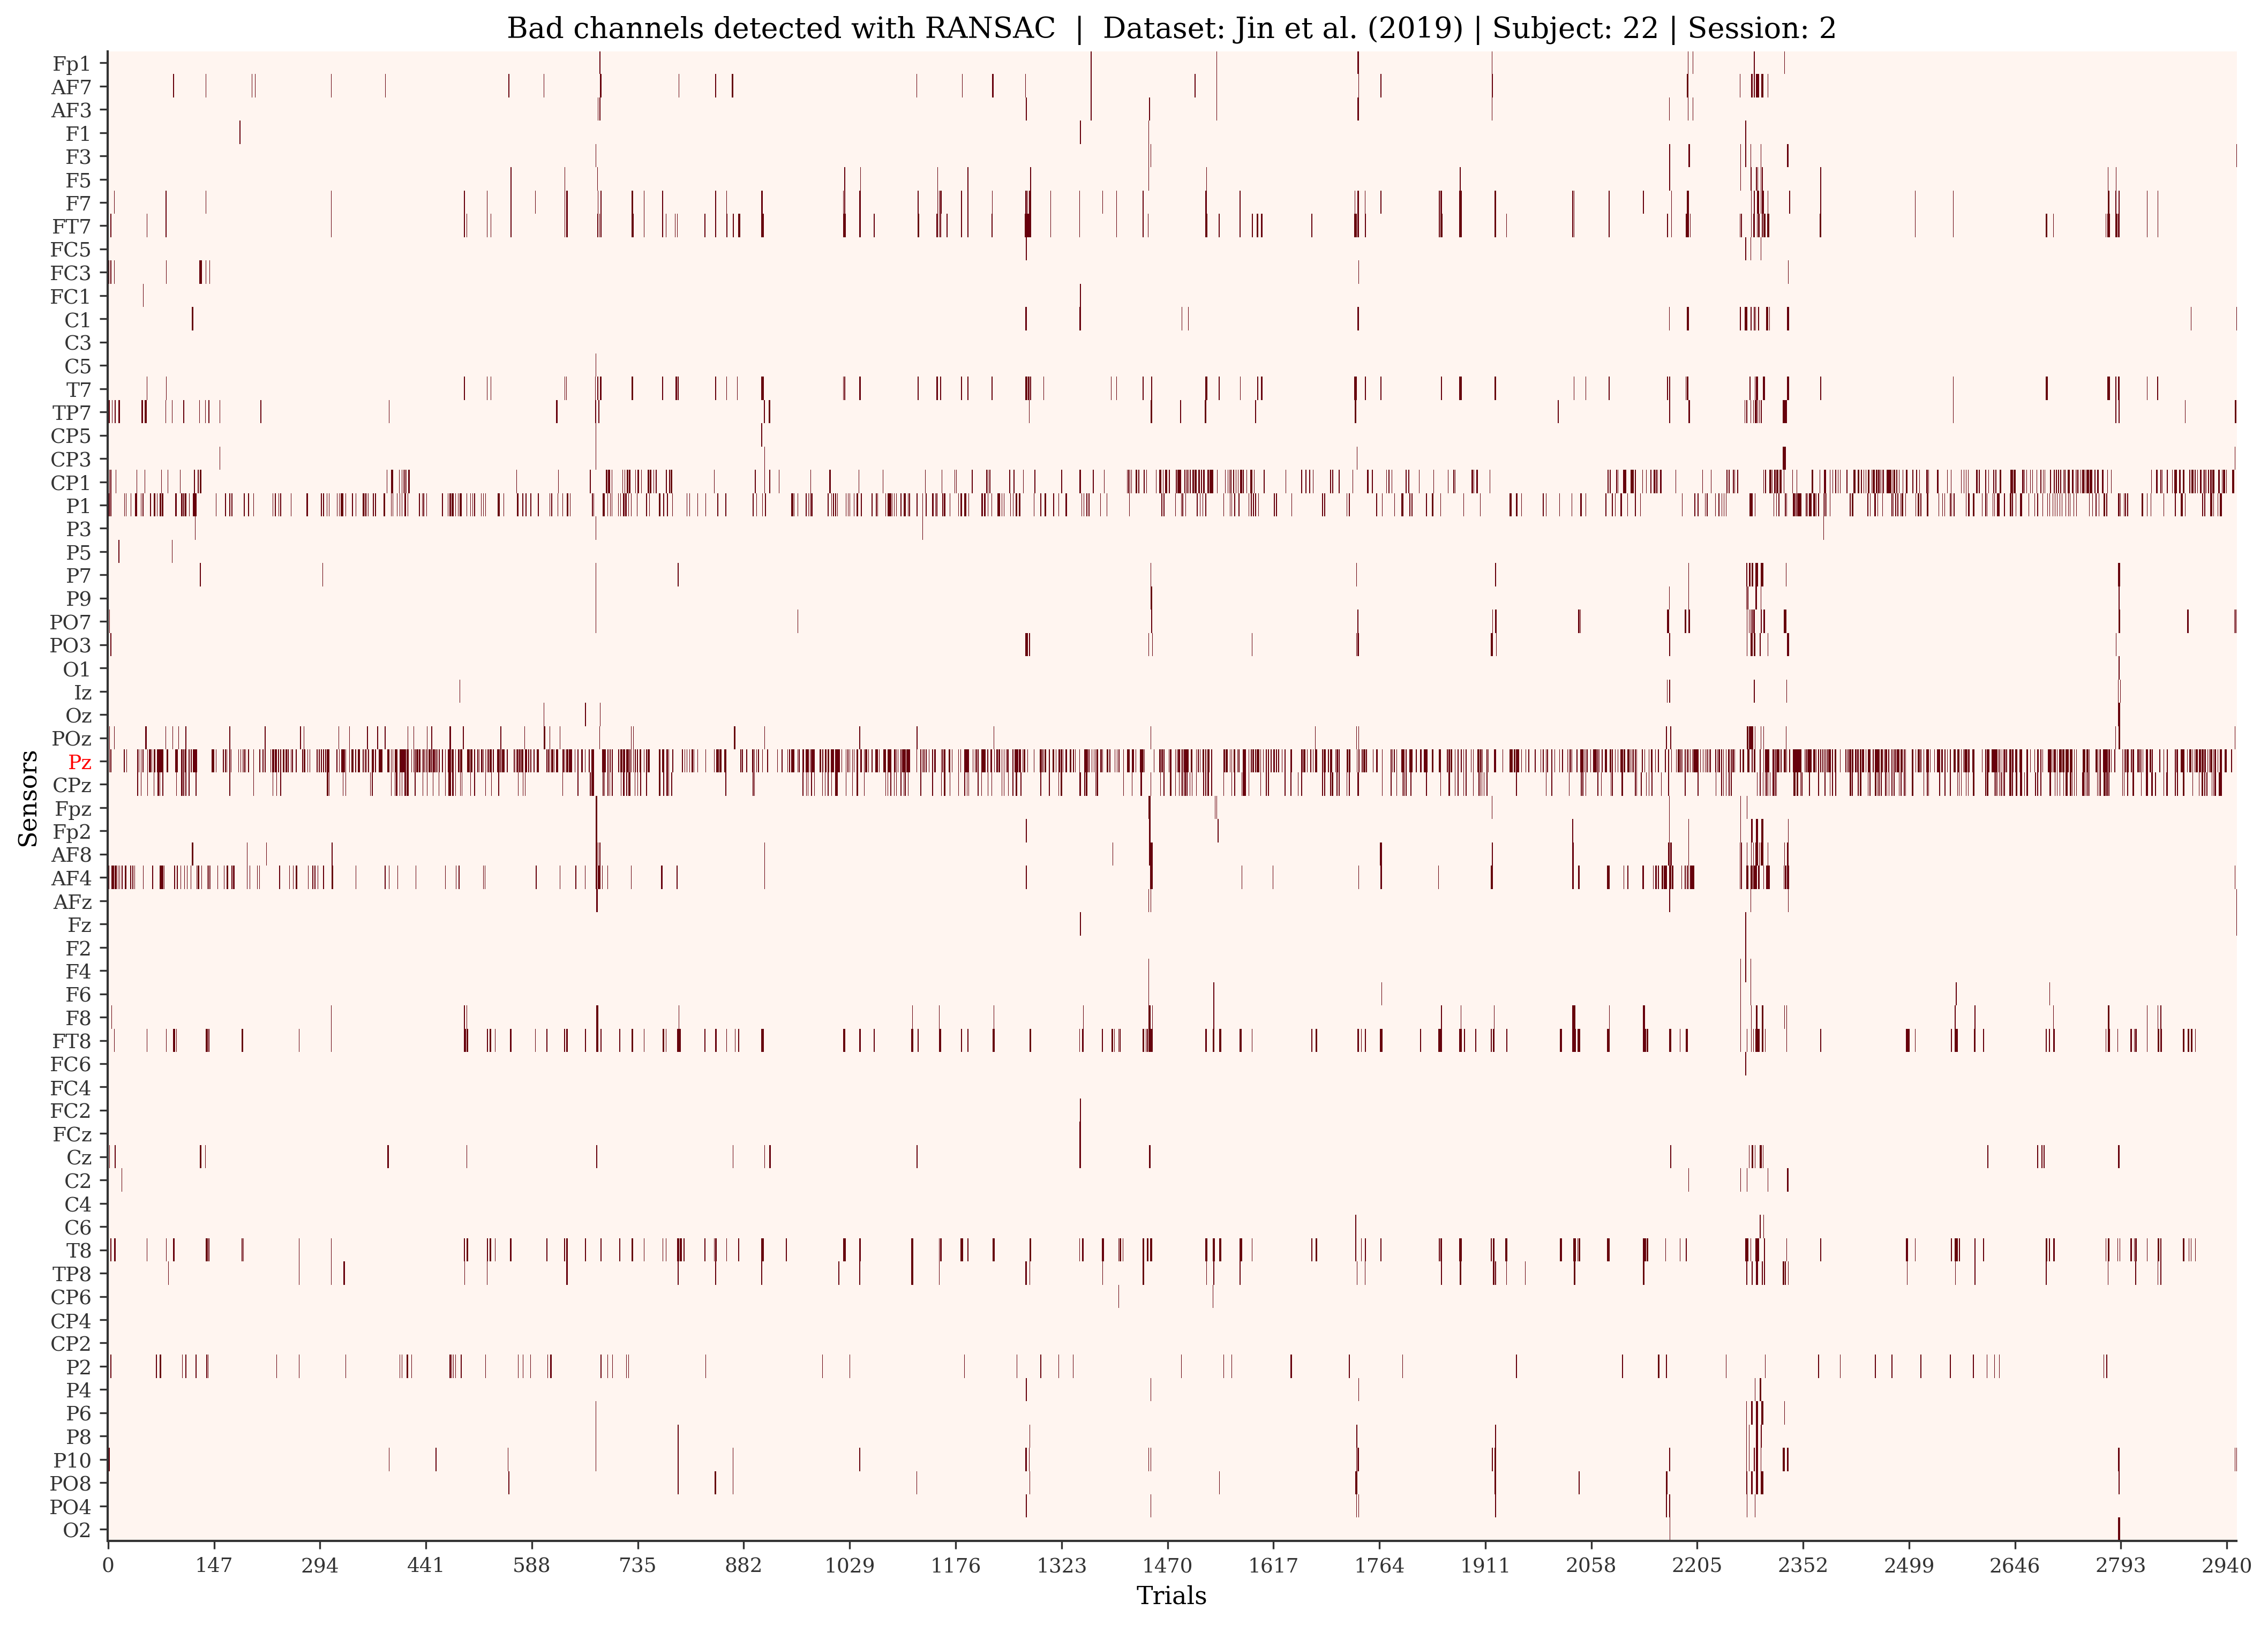 Bad channels detected with RANSAC | Dataset: Jin et al. (2019) | Subject: 22 | Session: 2
Sensors
Fp1
AF7
AF3
F1
F3
F5
F7
FT7
FC5
FC3
FC1
C1
C3
C5
T7
TP7
CP5
CP3
CP1
P1
P3
P5
P7
P9
PO7
PO3
O1
Iz
Oz
POz
Pz
CPz
Fpz
Fp2
AF8
AF4
AFz
Fz
F2
F4
F6
F8
FT8
FC6
FC4
FC2
FCz
Cz
C2
C4
C6
T8
TP8
CP6
CP4
CP2
P2
P4
P6
P8
P10
PO8
PO4
O2
0 147 294 441 588 735 882 1029 1176 1323 1470 1617 1764 1911 2058 2205 2352 2499 2646 2793 2940
Trials